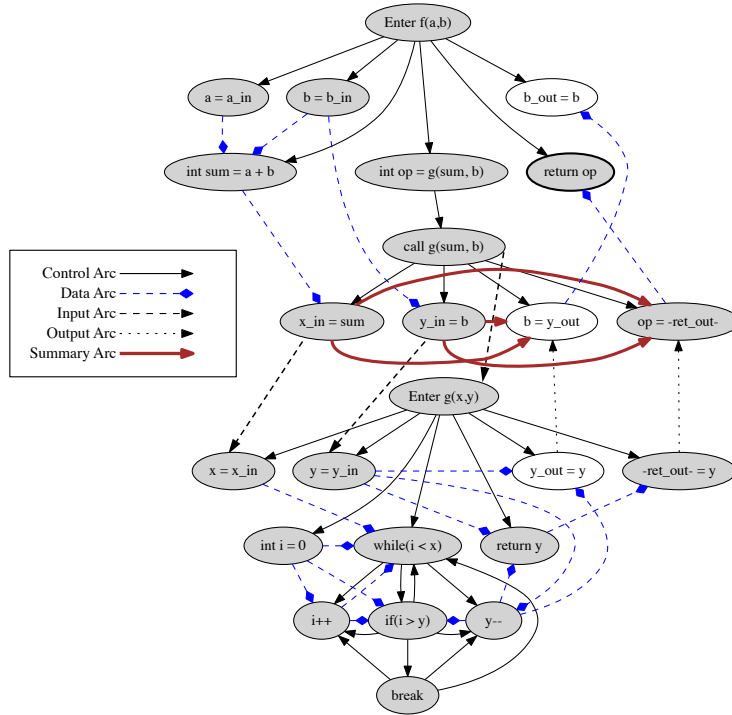 Enter f(a,b)
a = a_in
b = b_in
b_out = b
int sum = a + b
int op = g(sum, b)
return op
call g(sum, b)
Control Arc
Data Arc
Input Arc
Output Arc
Summary Arc
x_in = sum
y_in = b
b = y_out
op = -ret_out-
Enter g(x,y)
x = x_in
y = y_in
y_out = y
-ret_out- = y
int i = 0
while(i < x)
return y
i++
if(i > y)
y--
break